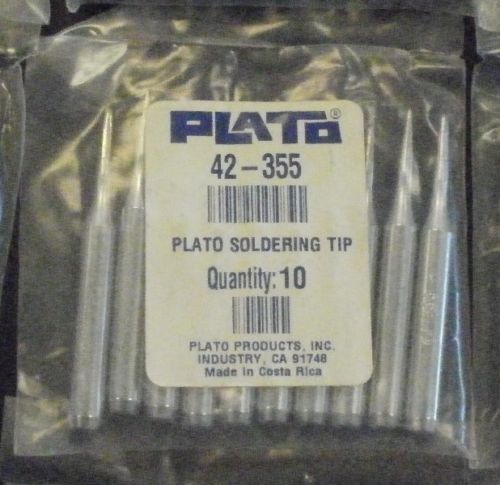 PLATO®
42-355
PLATO SOLDERING TIP
Quantity: 10
PLATO PRODUCTS, INC.
INDUSTRY, CA 91748
Made in Costa Rica